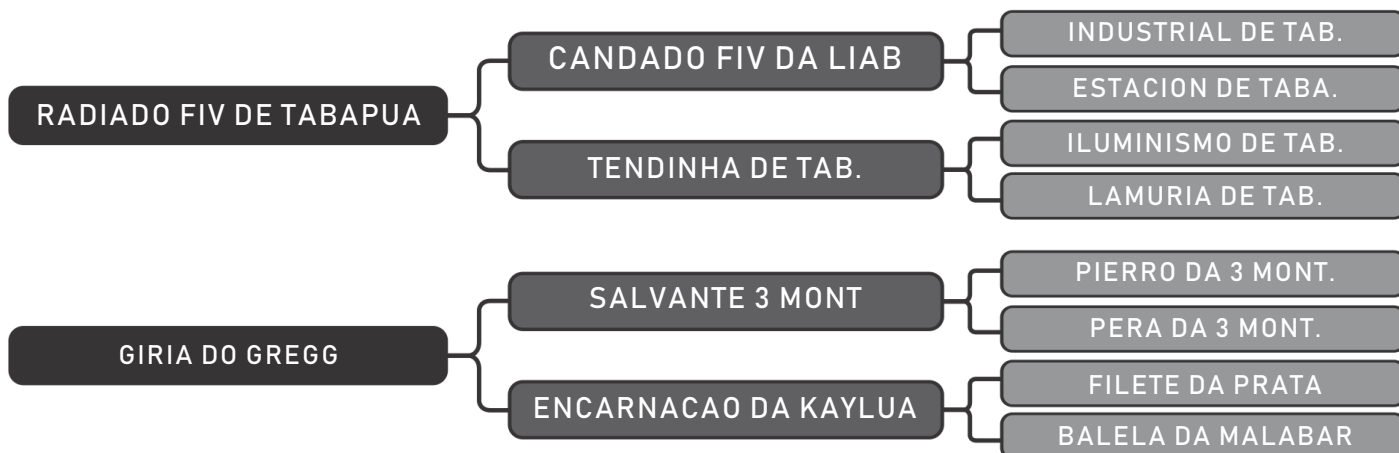 RADIADO FIV DE TABAPUA
CANDADO FIV DA LIAB
INDUSTRIAL DE TAB.
ESTACION DE TABA.
TENDINHA DE TAB.
ILUMINISMO DE TAB.
LAMURIA DE TAB.
GIRIA DO GREGG
SALVANTE 3 MONT
PIERRO DA 3 MONT.
PERA DA 3 MONT.
ENCARNACAO DA KAYLUA
FILETE DA PRATA
BALELA DA MALABAR